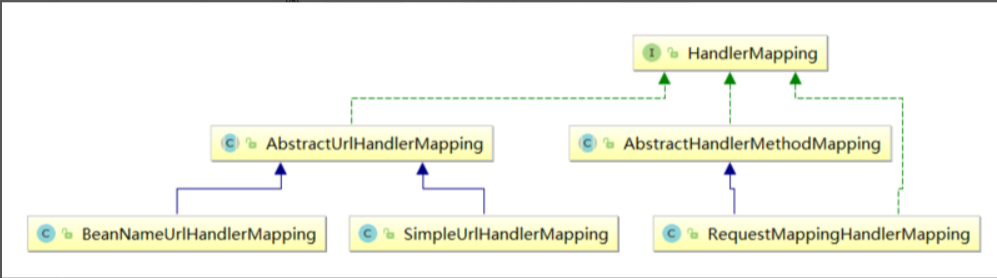 I HandlerMapping
C AbstractUrlHandlerMapping
C AbstractHandlerMethodMapping
C BeanNameUrlHandlerMapping
C SimpleUrlHandlerMapping
C RequestMappingHandlerMapping